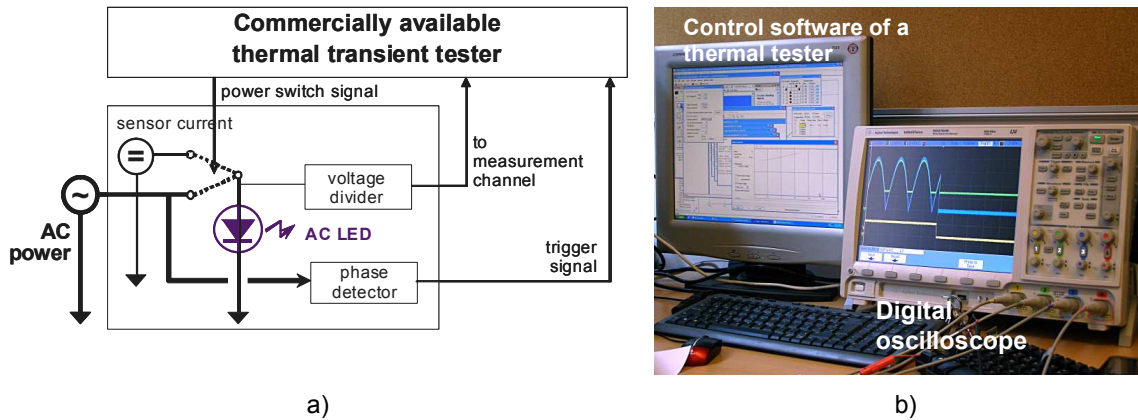 Commercially available
thermal transient tester
power switch signal
sensor current
=
to
measurement
channel
voltage
divider
~
AC
power
AC LED
trigger
signal
phase
detector
a)
Control software of a
thermal tester
Digital
oscilloscope
b)